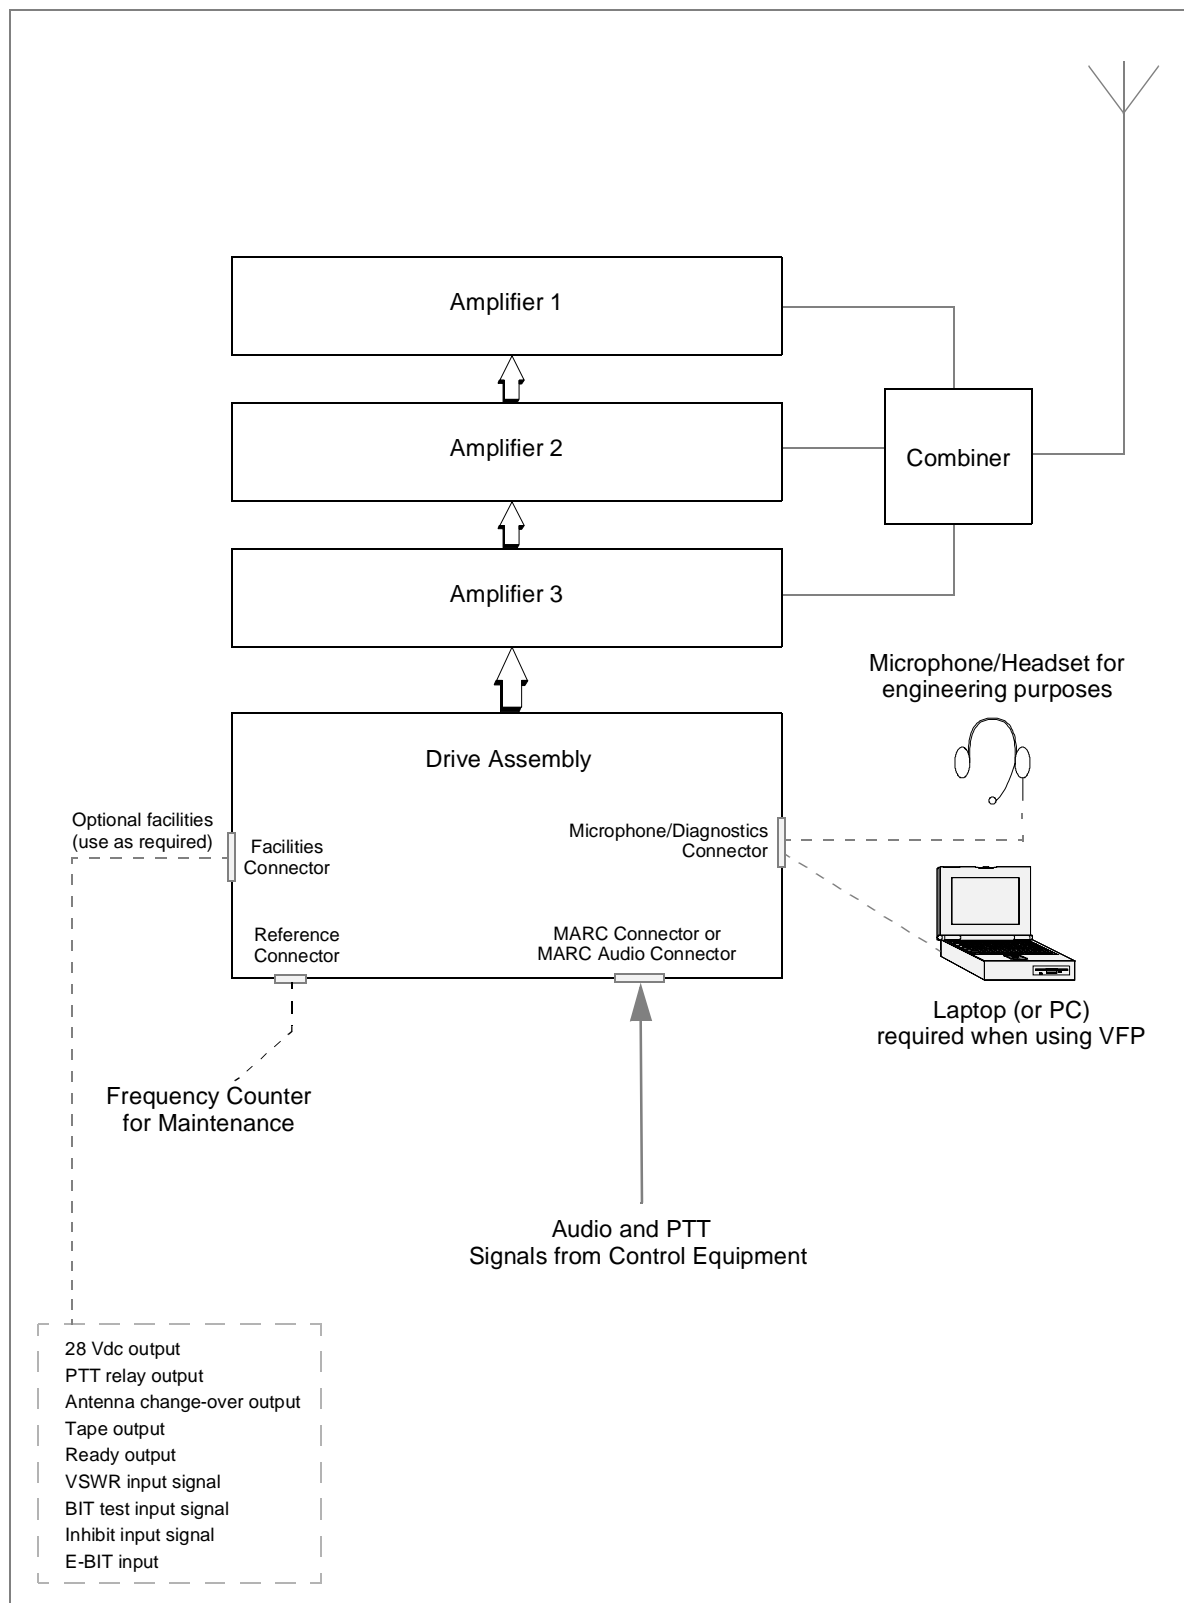 Amplifier 1
Amplifier 2
Combiner
Amplifier 3
Microphone/Headset for
engineering purposes
Drive Assembly
Optional facilities
(use as required)
Facilities
Connector
Microphone/Diagnostics
Connector
Reference
Connector
MARC Connector or
MARC Audio Connector
Laptop (or PC)
required when using VFP
Frequency Counter
for Maintenance
Audio and PTT
Signals from Control Equipment
28 Vdc output
PTT relay output
Antenna change-over output
Tape output
Ready output
VSWR input signal
BIT test input signal
Inhibit input signal
E-BIT input